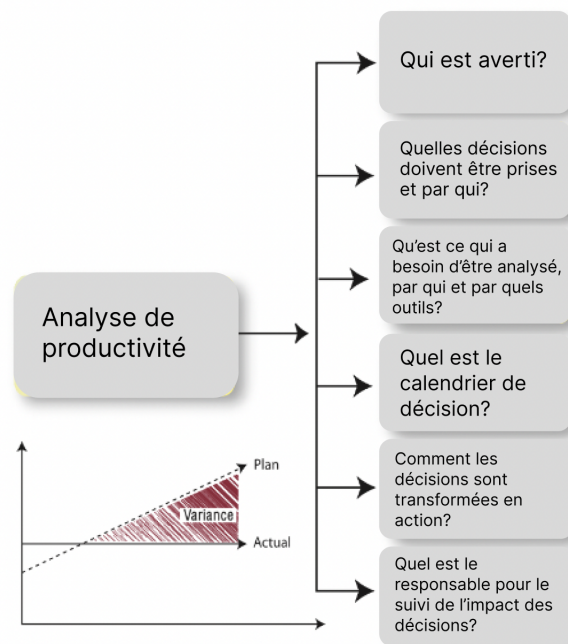 Qui est averti?
Quelles décisions
doivent être prises
et par qui?
Qu'est ce qui a
besoin d'être analysé,
par qui et par quels
outils?
Analyse de
productivité
Quel est le
calendrier de
décision?
Comment les
décisions sont
transformées en
action?
Quel est le
responsable pour le
suivi de l'impact des
décisions?
Plan
Variance
Actual